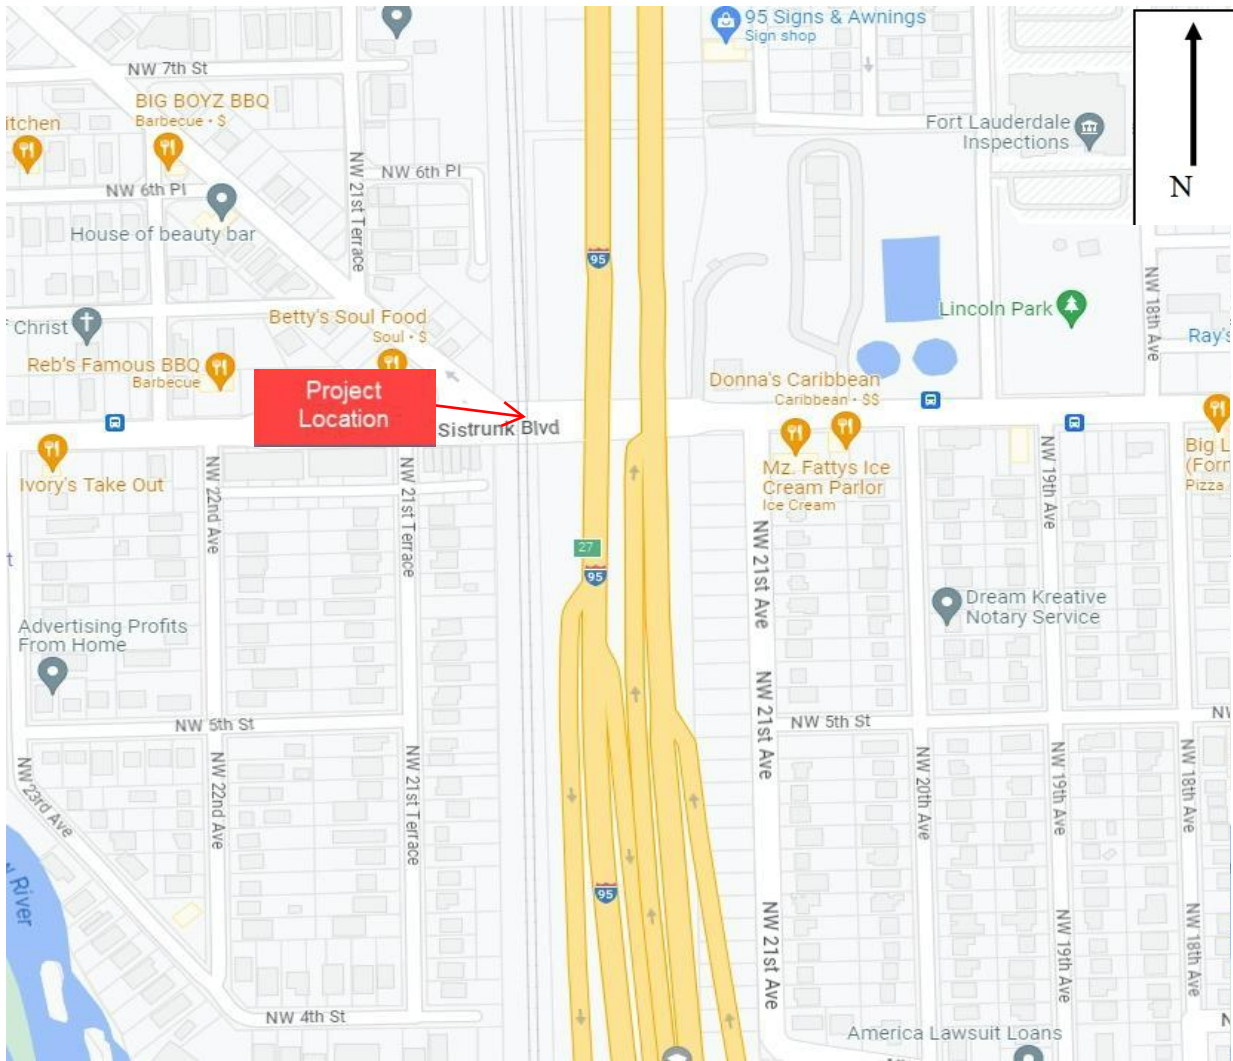 95 Signs & Awnings
Sign shop
N
NW 7th St
BIG BOYZ BBQ
Barbecue • $
itchen
Fort Lauderdale
Inspections
NW 21st Terrace
NW 6th Pl
NW 6th Pl
House of beauty bar
95
NW 18th Ave
Lincoln Park
Betty's Soul Food
Soul • $
f Christ
Ray's
Reb's Famous BBQ
Barbecue
Project
Location
Donna's Caribbean
Caribbean • $$
Sistrunk Blvd
Ivory's Take Out
Mz. Fattys Ice
Cream Parlor
Ice Cream
Big L
(Forn
Pizza
NW 22nd Ave
NW 21st Terrace
NW 19th Ave
NW 21st Ave
27
95
t
Dream Kreative
Notary Service
Advertising Profits
From Home
NW 21st Ave
NW 5th St
NW 5th St
NW 23rd Ave
NW 22nd Ave
NW 21st Terrace
NW 20th Ave
NW 19th Ave
NW 18th Ave
95
w River
NW 21st Ave
NW 19th Ave
NW 18th Ave
NW 4th St
America Lawsuit Loans